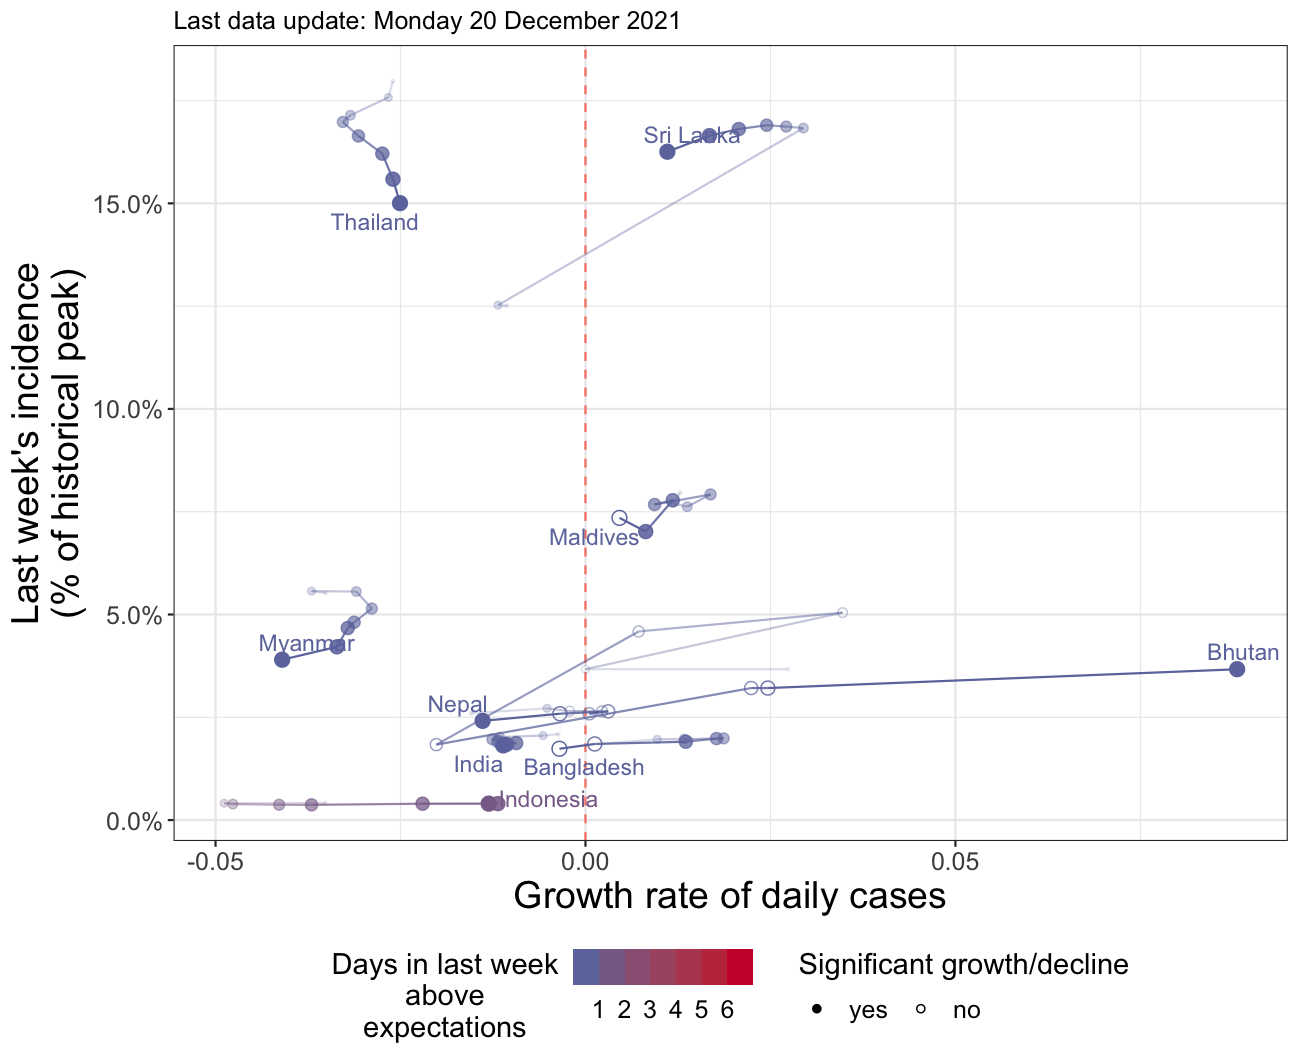 Last data update: Monday 20 December 2021
Last week's incidence
(% of historical peak)
15.0%
10.0%
5.0%
0.0%
Sri Lanka
Thailand
Maldives
Myanmar
Bhutan
Nepal
India
Bangladesh
Indonesia
-0.05
0.00
0.05
Growth rate of daily cases
Days in last week
above
expectations
1 2 3 4 5 6
Significant growth/decline
yes no